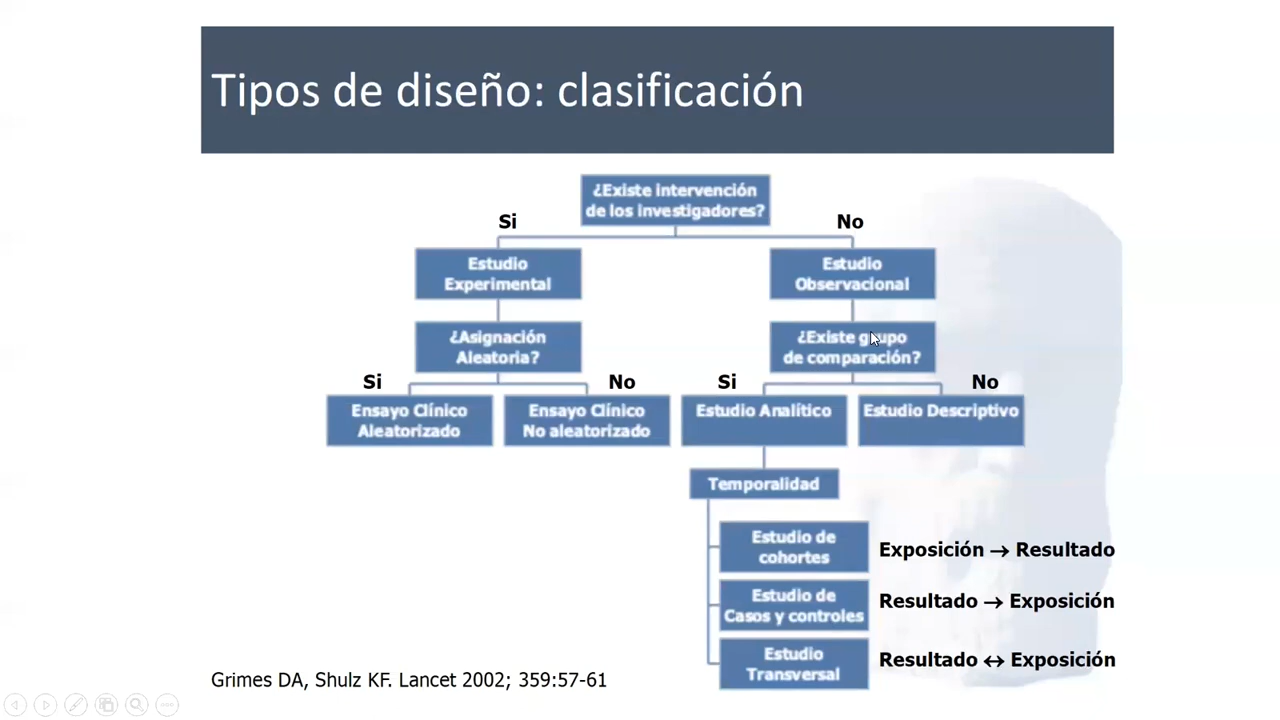 Tipos de diseño: clasificación
¿Existe intervención
de los investigadores?
Si
No
Estudio
Experimental
Estudio
Observacional
¿Asignación
Aleatoria?
¿Existe grupo
de comparación?
Si
No
Si
No
Ensayo Clínico
Aleatorizado
Ensayo Clínico
No aleatorizado
Estudio Analítico
Estudio Descriptivo
Temporalidad
Estudio de
cohortes
Exposición → Resultado
Estudio de
Casos y controles
Resultado → Exposición
Estudio
Transversal
Resultado ↔ Exposición
Grimes DA, Shulz KF. Lancet 2002; 359:57-61